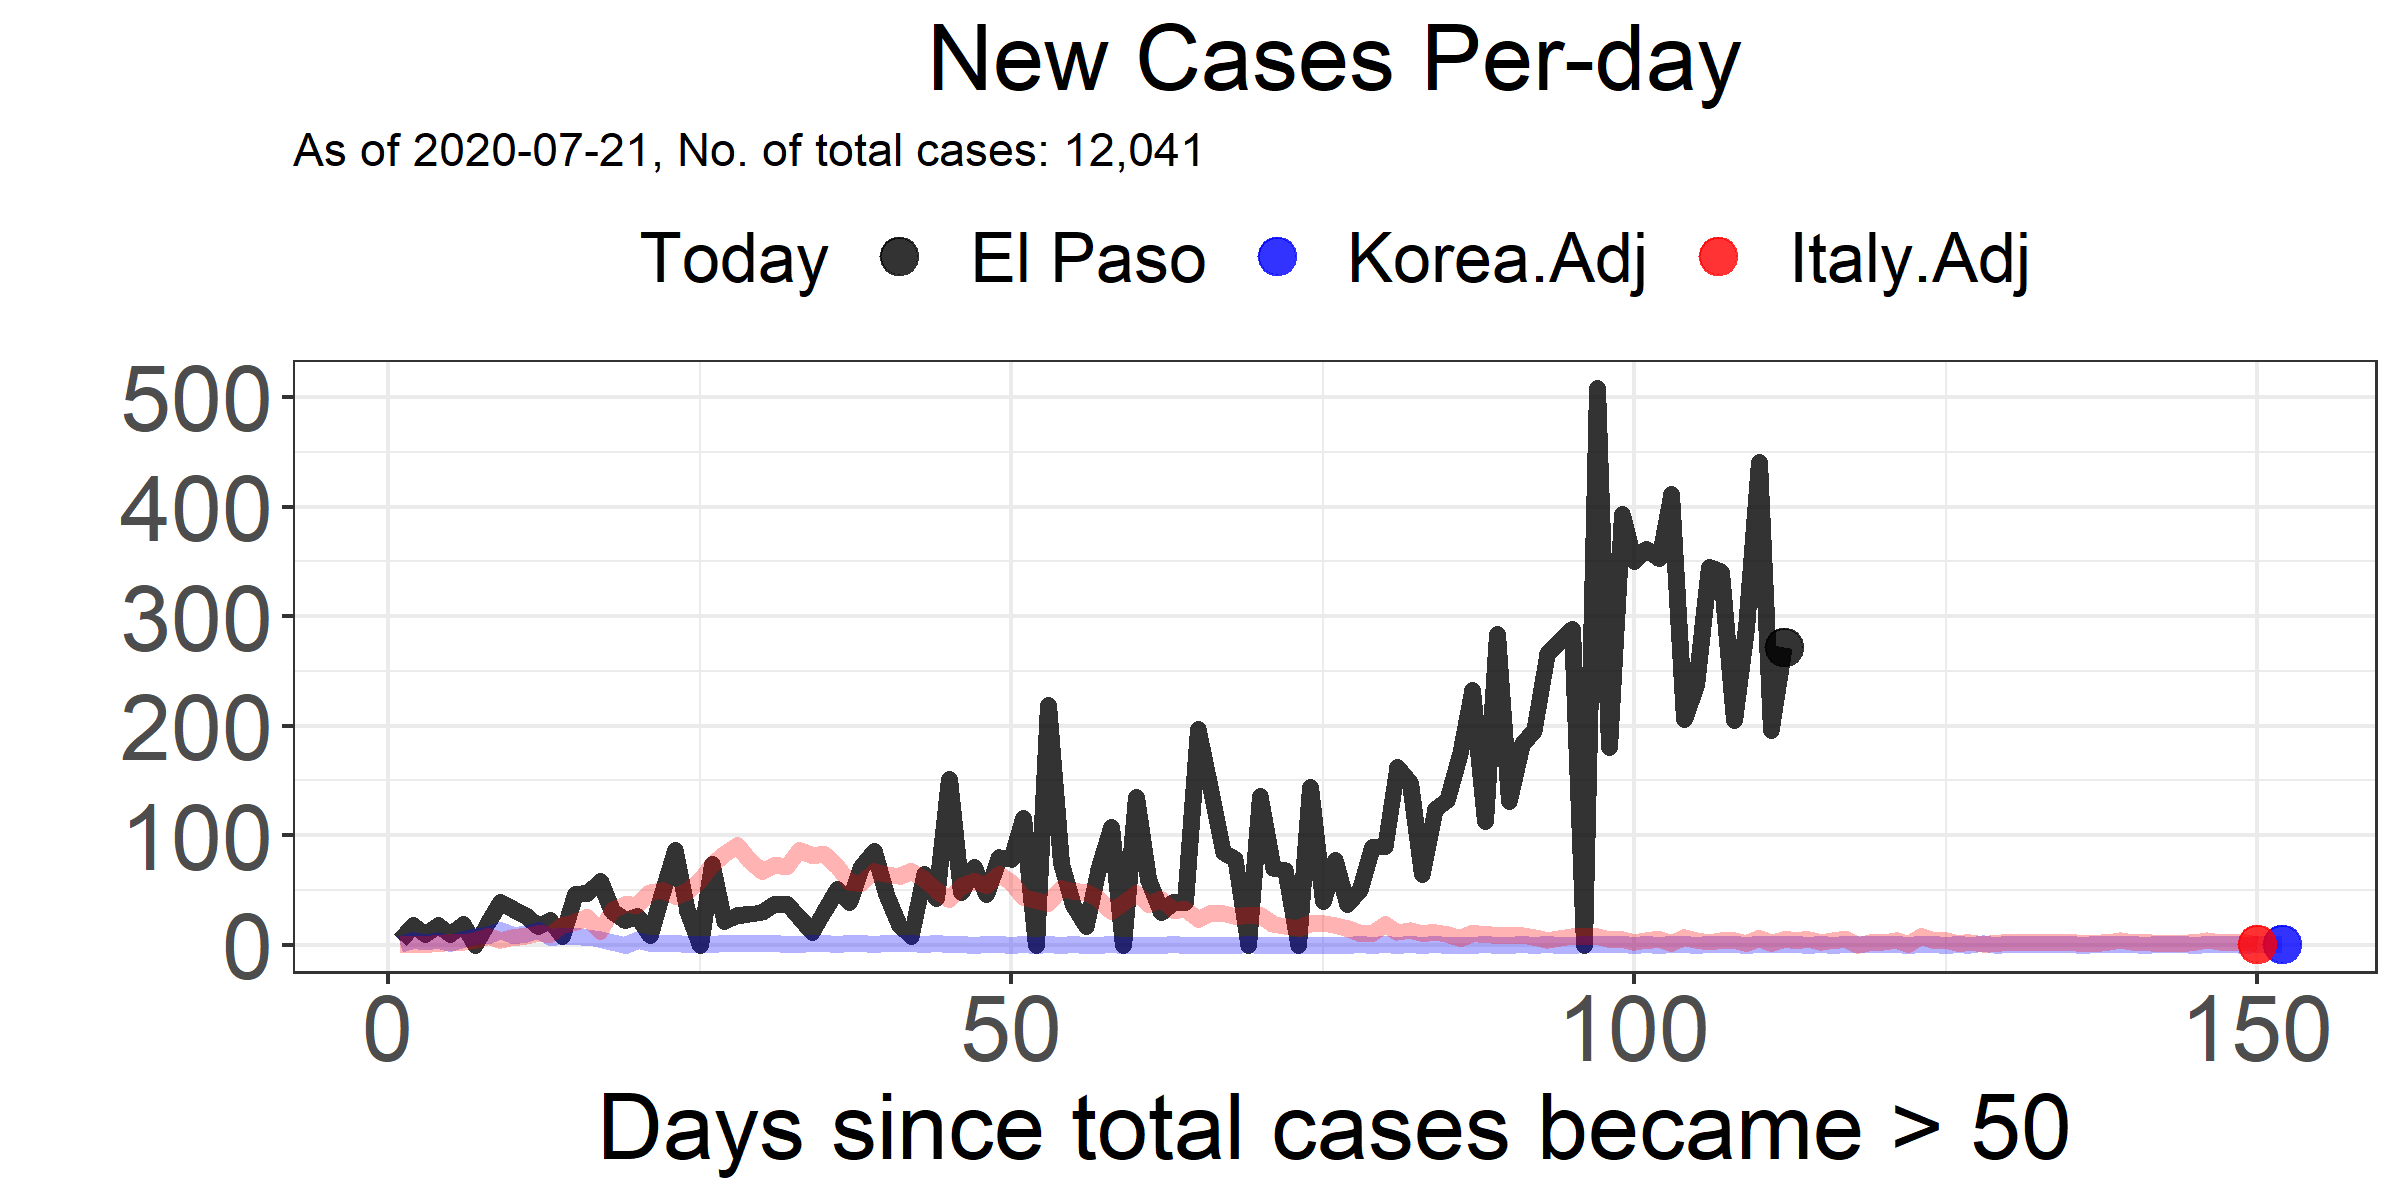 New Cases Per-day
As of 2020-07-21, No. of total cases: 12,041
Today El Paso Korea.Adj Italy.Adj
500
400
300
200
100
0
0 50 100 150
Days since total cases became > 50